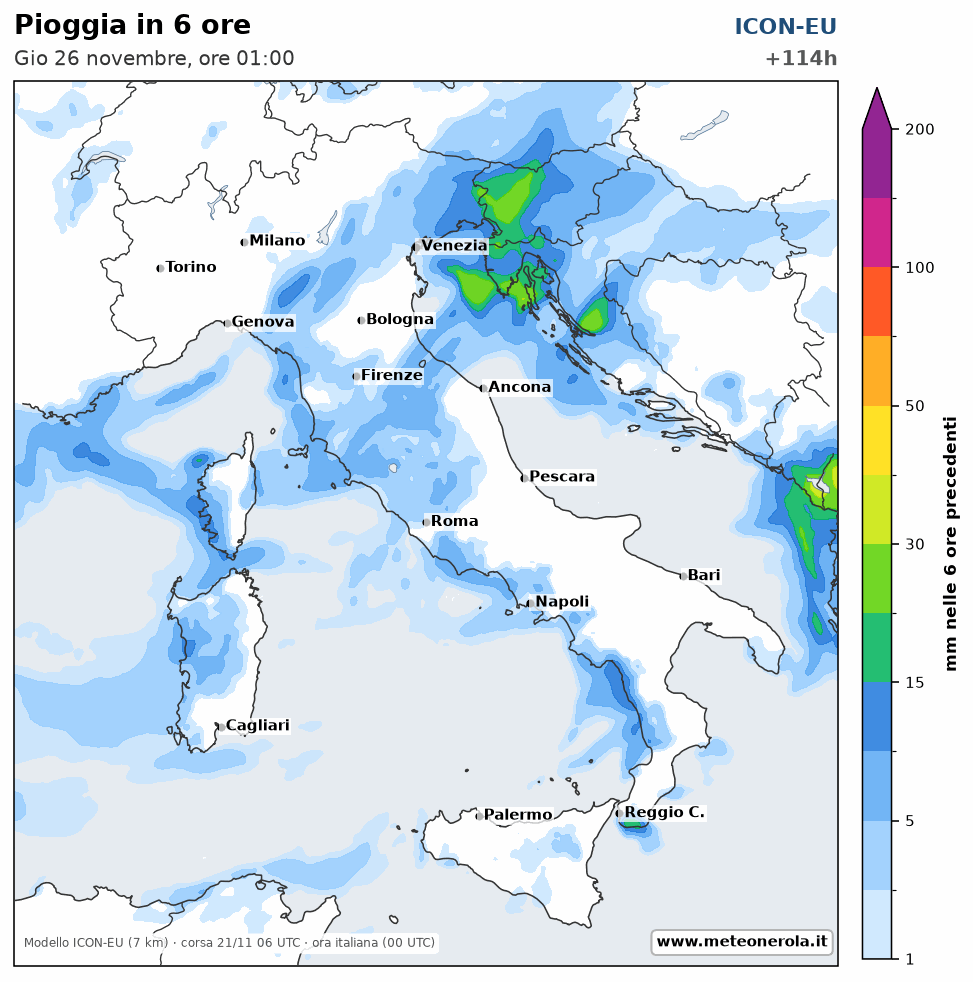 Pioggia in 6 ore
ICON-EU
Gio 26 novembre, ore 01:00
+114h
200
100
50
30
15
5
1
mm nelle 6 ore precedenti
Milano
Venezia
Torino
Genova
Bologna
Firenze
Ancona
Pescara
Roma
Bari
Napoli
Cagliari
Palermo
Reggio C.
Modello ICON-EU (7 km) · corsa 21/11 06 UTC · ora italiana (00 UTC)
www.meteonerola.it